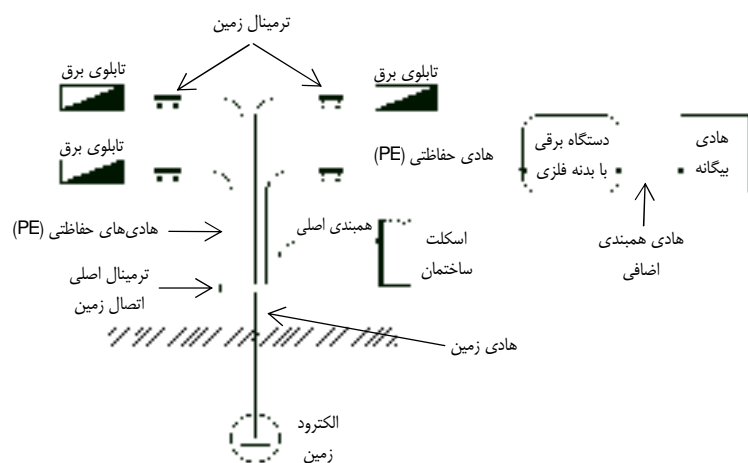 ترمینال زمین
تابلوی برق
تابلوی برق
تابلوی برق
هادی حفاظتی (PE)
دستگاه برقی
با بدنه فلزی
هادی
بیگانه
هادی‌های حفاظتی (PE)
همبندی اصلی
اسکلت
ساختمان
هادی همبندی
اضافی
ترمینال اصلی
اتصال زمین
هادی زمین
الکترود
زمین